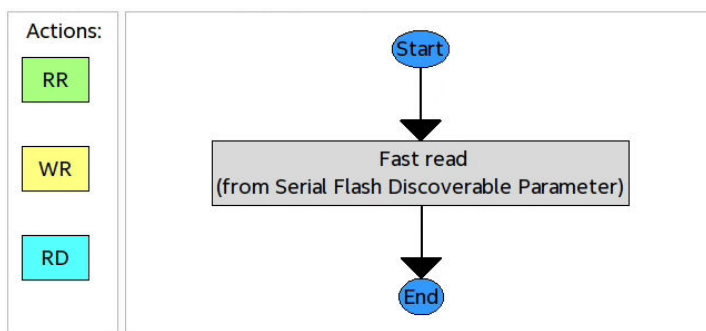 Actions:
RR
WR
RD
Start
Fast read
(from Serial Flash Discoverable Parameter)
End